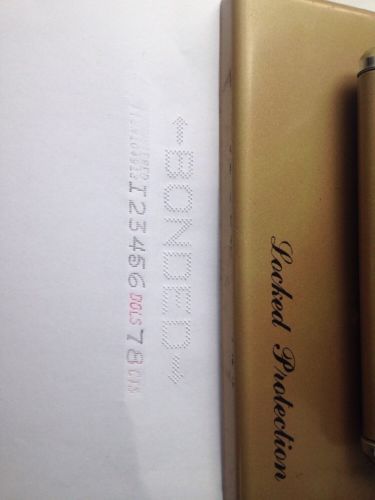 Locked Protection
←BONDED→
123456 DOLS 78 CTS